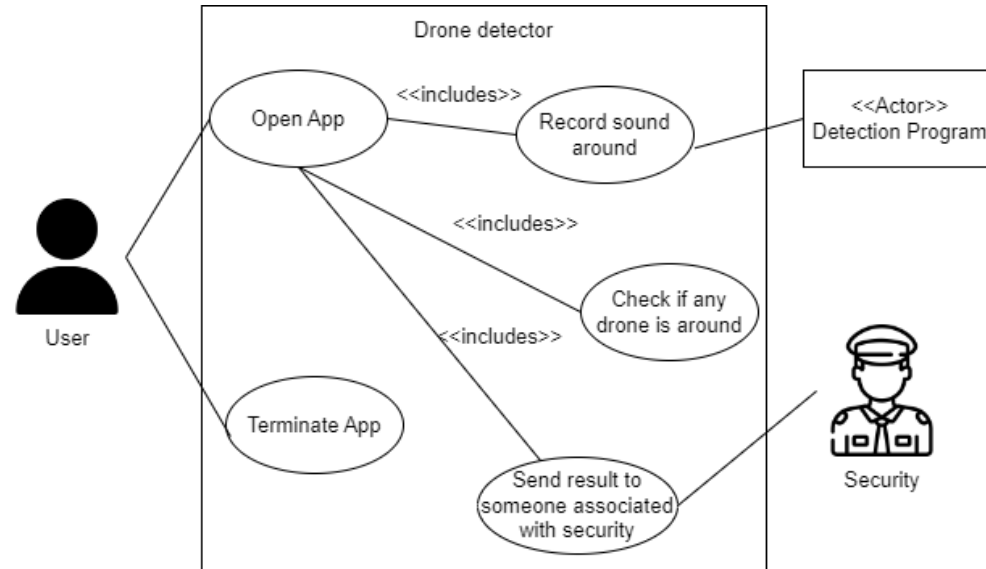 Drone detector
Open App
<<includes>>
Record sound
around
<<Actor>>
Detection Program
<<includes>>
Check if any
drone is around
User
<<includes>>
Terminate App
Send result to
someone associated
with security
Security